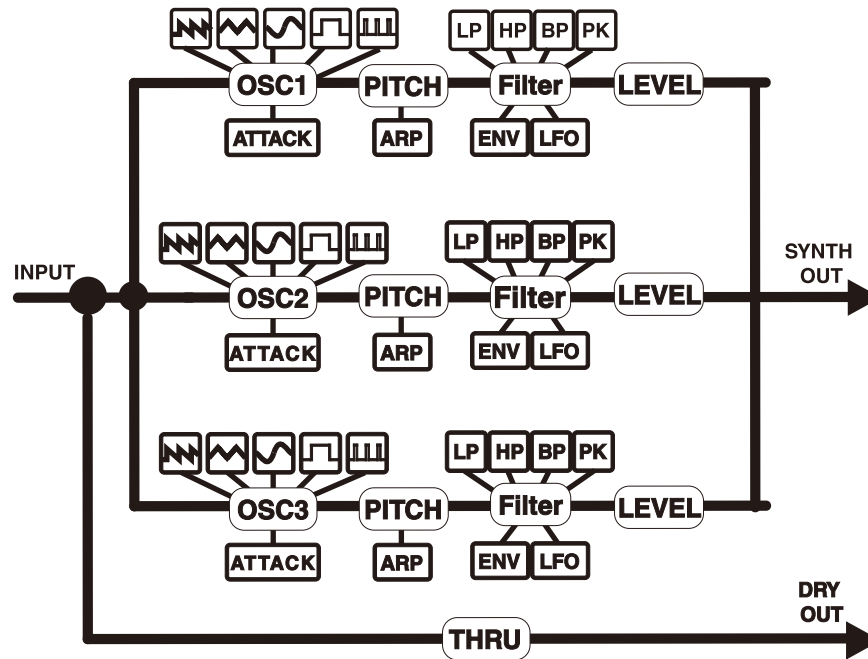 LP HP BP PK
OSC1 PITCH Filter LEVEL
ATTACK ARP ENV LFO
LP HP BP PK
INPUT
SYNTH
OUT
OSC2 PITCH Filter LEVEL
ATTACK ARP ENV LFO
LP HP BP PK
OSC3 PITCH Filter LEVEL
ATTACK ARP ENV LFO
DRY
OUT
THRU